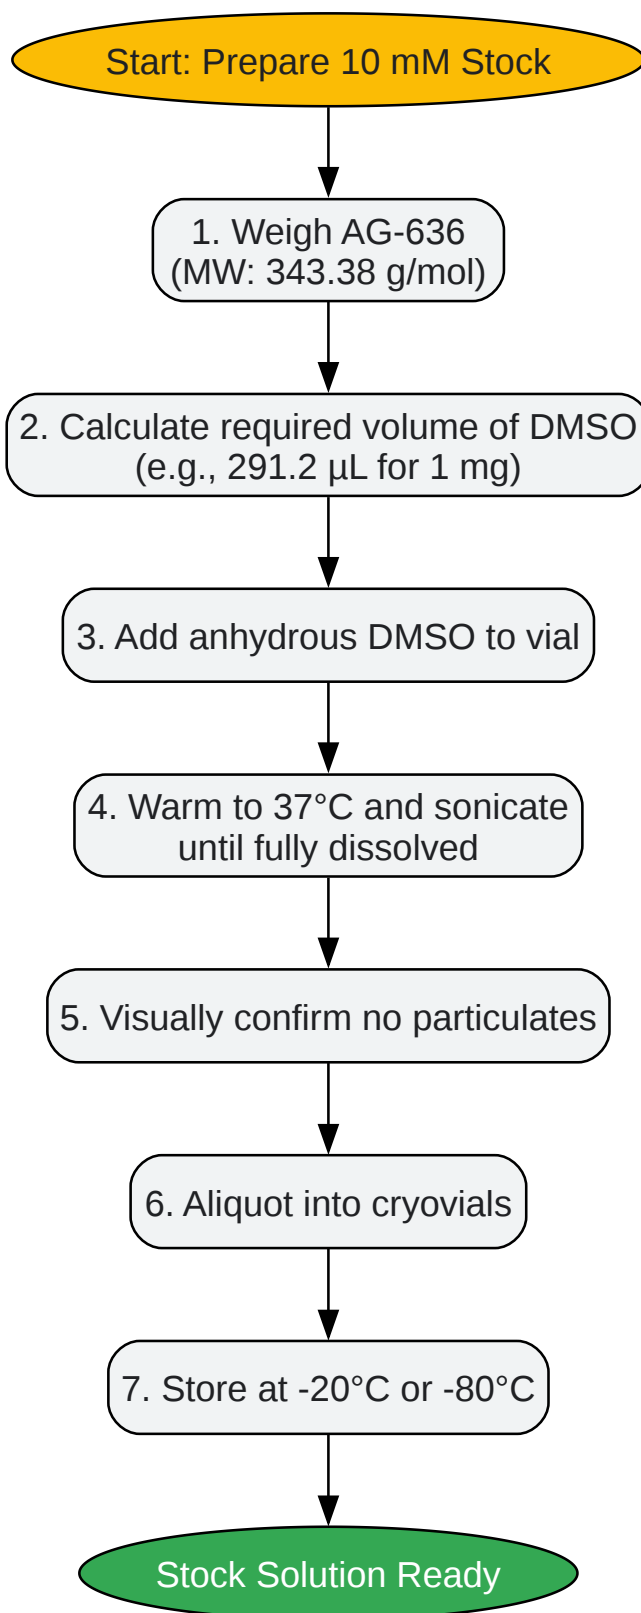 Start: Prepare 10 mM Stock
1. Weigh AG-636
(MW: 343.38 g/mol)
2. Calculate required volume of DMSO
(e.g., 291.2 µL for 1 mg)
3. Add anhydrous DMSO to vial
4. Warm to 37°C and sonicate
until fully dissolved
5. Visually confirm no particulates
6. Aliquot into cryovials
7. Store at -20°C or -80°C
Stock Solution Ready